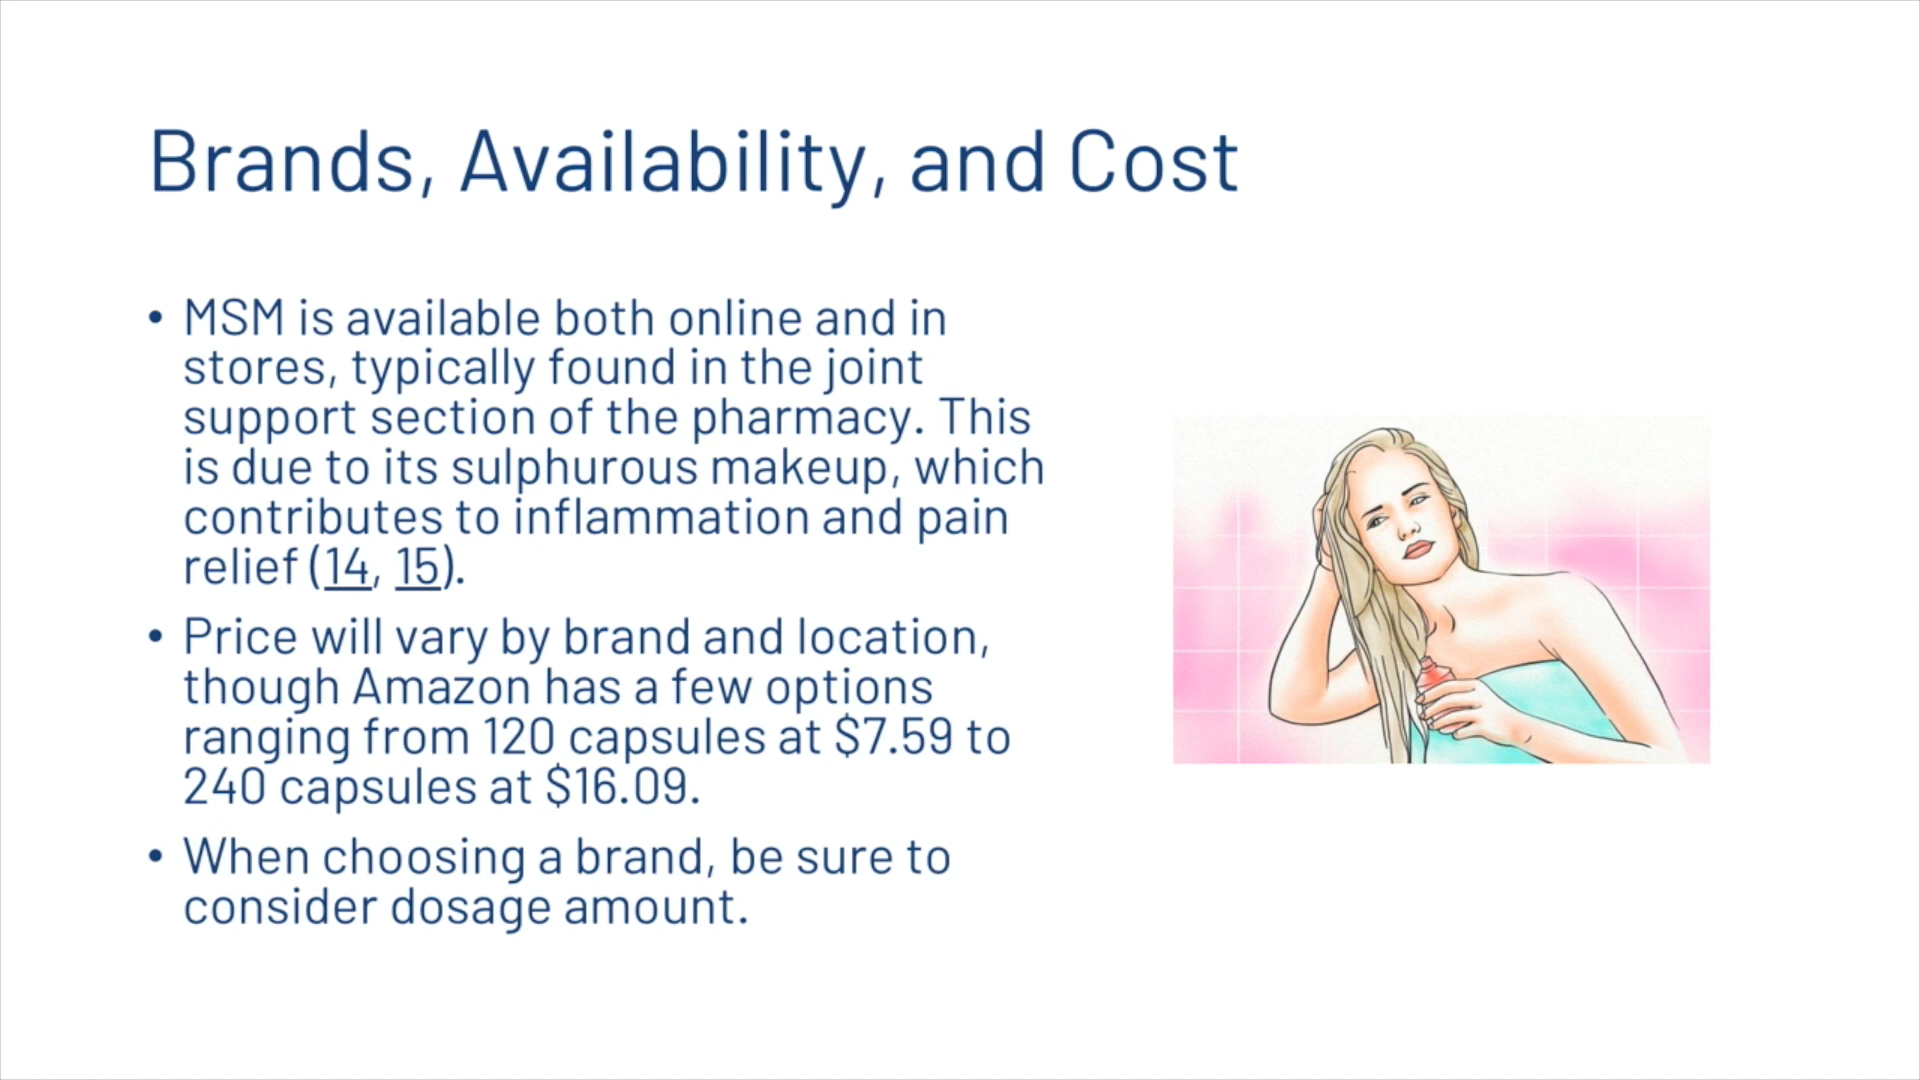 Brands, Availability, and Cost
• MSM is available both online and in
stores, typically found in the joint
support section of the pharmacy. This
is due to its sulphurous makeup, which
contributes to inflammation and pain
relief (14, 15).
• Price will vary by brand and location,
though Amazon has a few options
ranging from 120 capsules at $7.59 to
240 capsules at $16.09.
• When choosing a brand, be sure to
consider dosage amount.